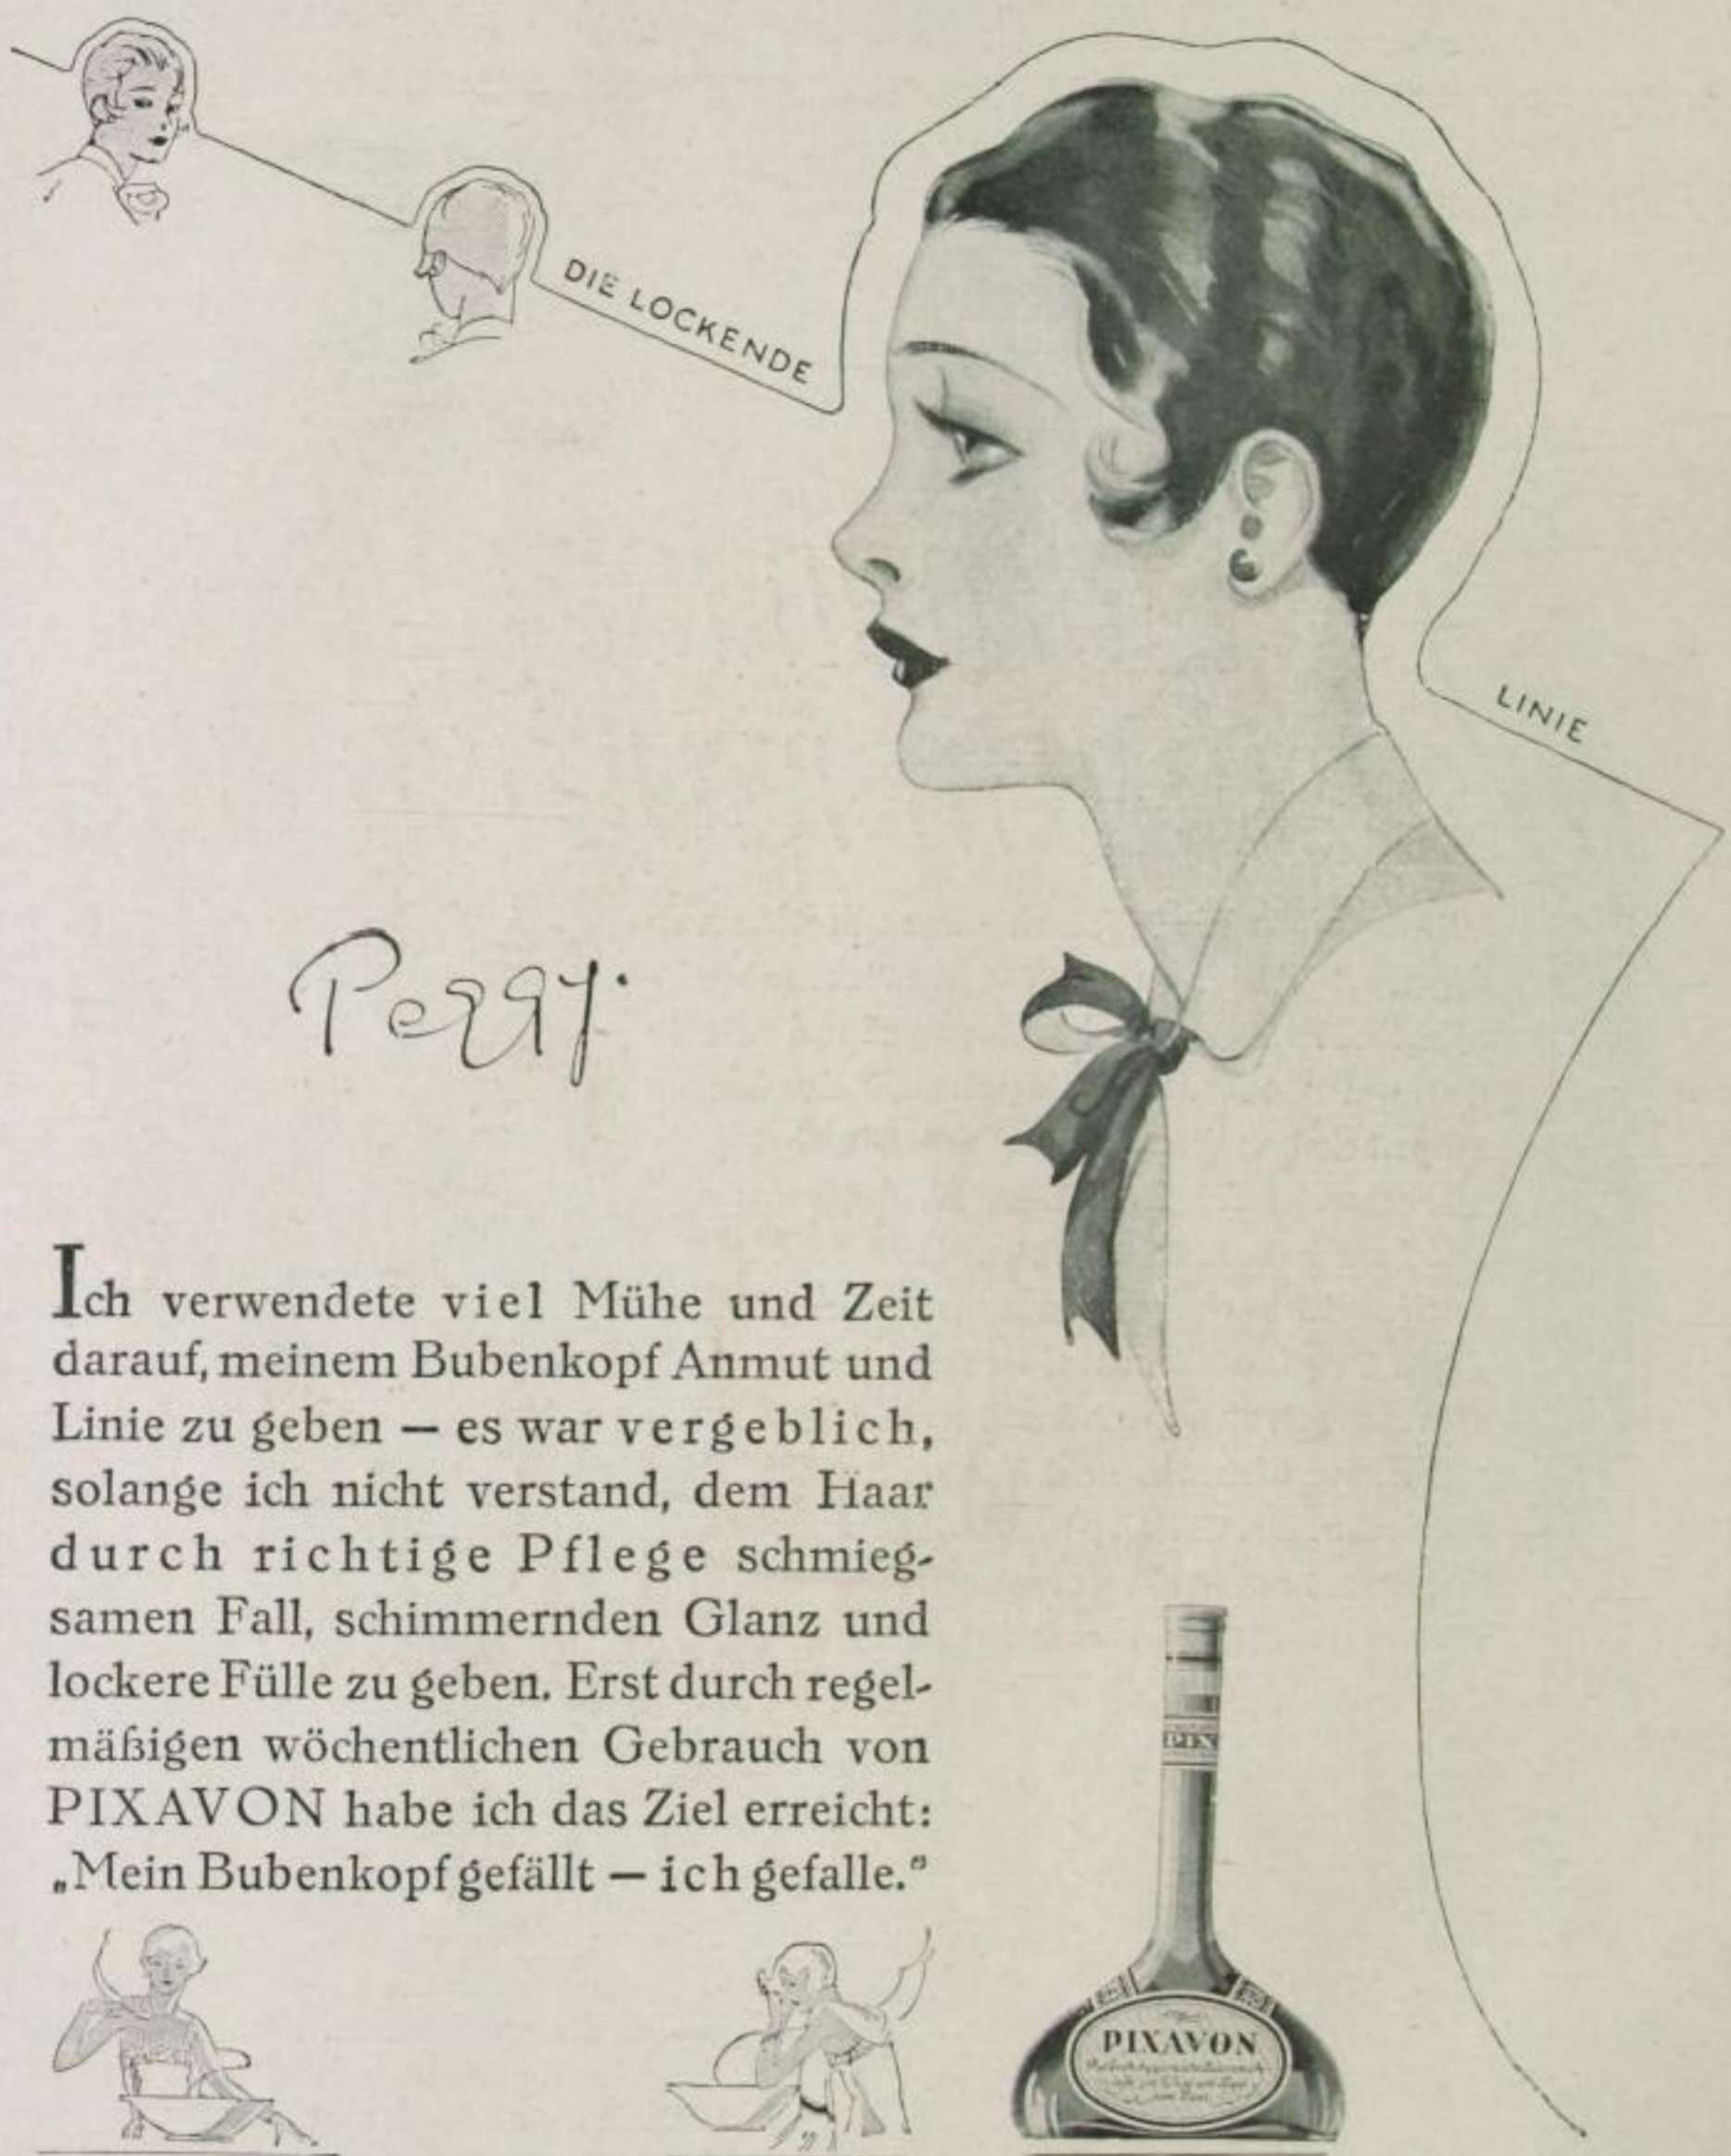 DIE LOCKENDE
LINIE
Peggy.
Ich verwendete viel Mühe und Zeit
darauf, meinem Bubenkopf Anmut und
Linie zu geben — es war vergeblich,
solange ich nicht verstand, dem Haar
durch richtige Pflege schmieg-
samen Fall, schimmernden Glanz und
lockere Fülle zu geben. Erst durch regel-
mäßigen wöchentlichen Gebrauch von
PIXAVON habe ich das Ziel erreicht:
„Mein Bubenkopf gefällt — ich gefalle."
PIX
PIXAVON